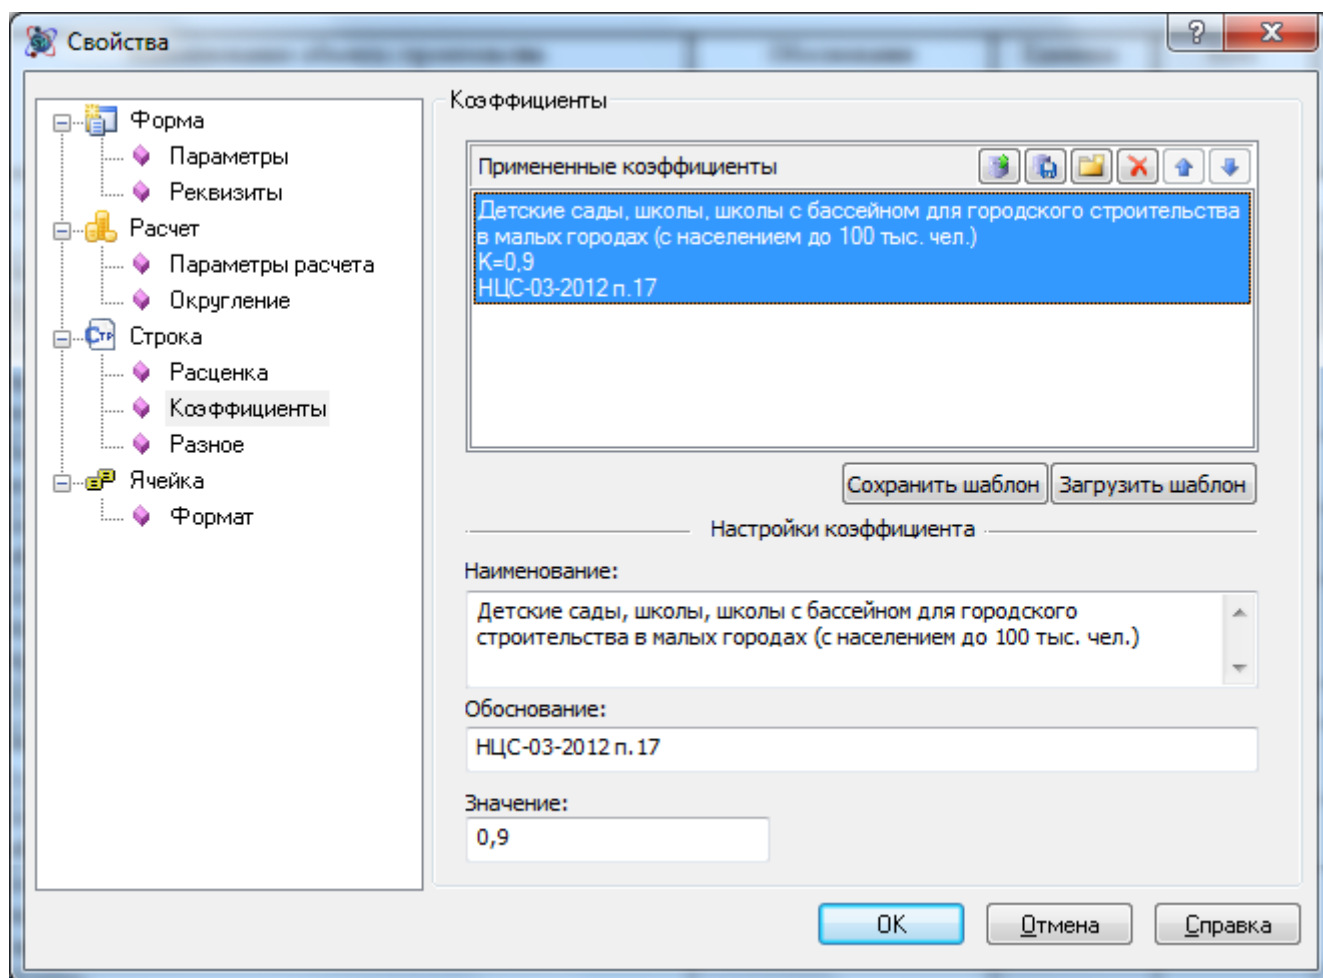 Свойства
Форма
Параметры
Реквизиты
Расчет
Параметры расчета
Округление
Строка
Расценка
Коэффициенты
Разное
Ячейка
Формат
Коэффициенты
Примененные коэффициенты
Детские сады, школы, школы с бассейном для городского строительства
в малых городах (с населением до 100 тыс. чел.)
К=0,9
НЦС-03-2012 п.17
Сохранить шаблон Загрузить шаблон
Настройки коэффициента
Наименование:
Детские сады, школы, школы с бассейном для городского
строительства в малых городах (с населением до 100 тыс. чел.)
Обоснование:
НЦС-03-2012 п.17
Значение:
0,9
ОК Отмена Справка